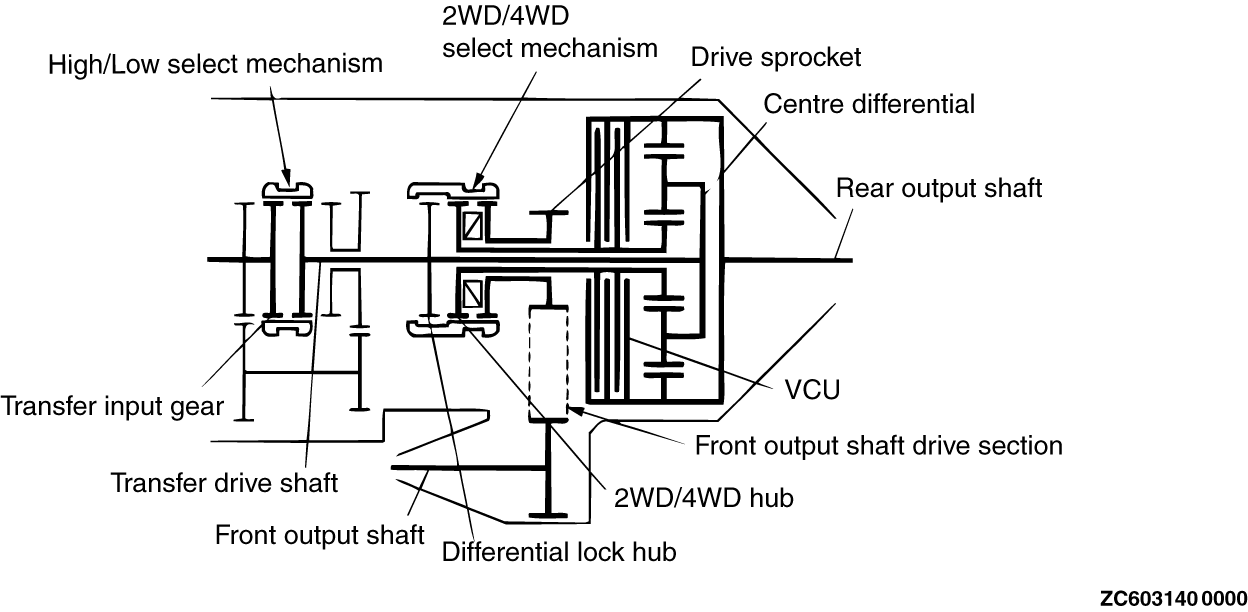 2WD/4WD
select mechanism
High/Low select mechanism
Drive sprocket
Centre differential
Rear output shaft
VCU
Transfer input gear
Front output shaft drive section
Transfer drive shaft
2WD/4WD hub
Front output shaft
Differential lock hub
ZC603140 0000